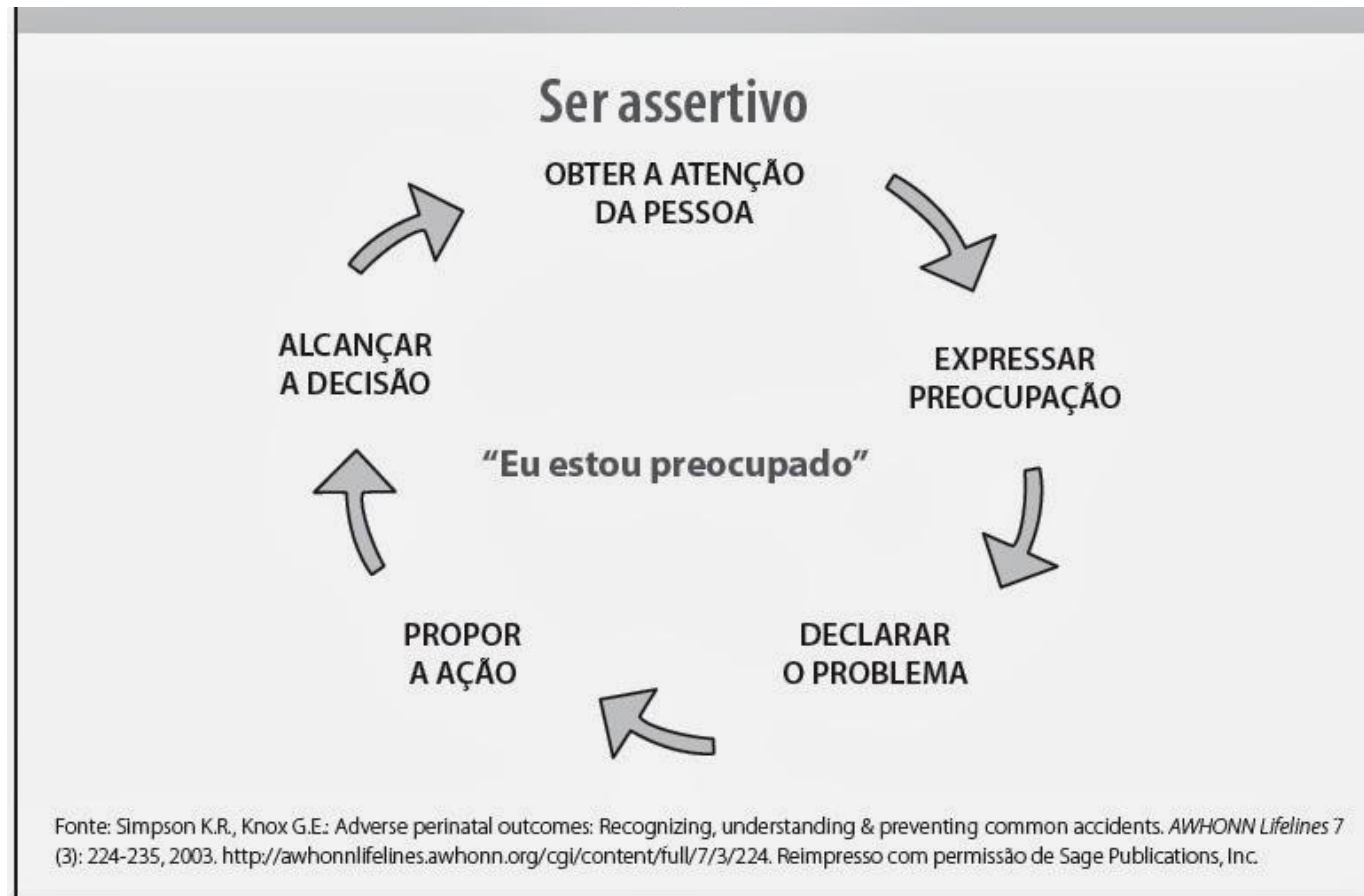 Ser assertivo
OBTER A ATENÇÃO
DA PESSOA
EXPRESSAR
PREOCUPAÇÃO
DECLARAR
O PROBLEMA
PROPOR
A AÇÃO
ALCANÇAR
A DECISÃO
“Eu estou preocupado”
Fonte: Simpson K.R., Knox G.E.: Adverse perinatal outcomes: Recognizing, understanding & preventing common accidents. AWHONN Lifelines 7
(3): 224-235, 2003. http://awhonnlifelines.awhonn.org/cgi/content/full/7/3/224. Reimpresso com permissão de Sage Publications, Inc.